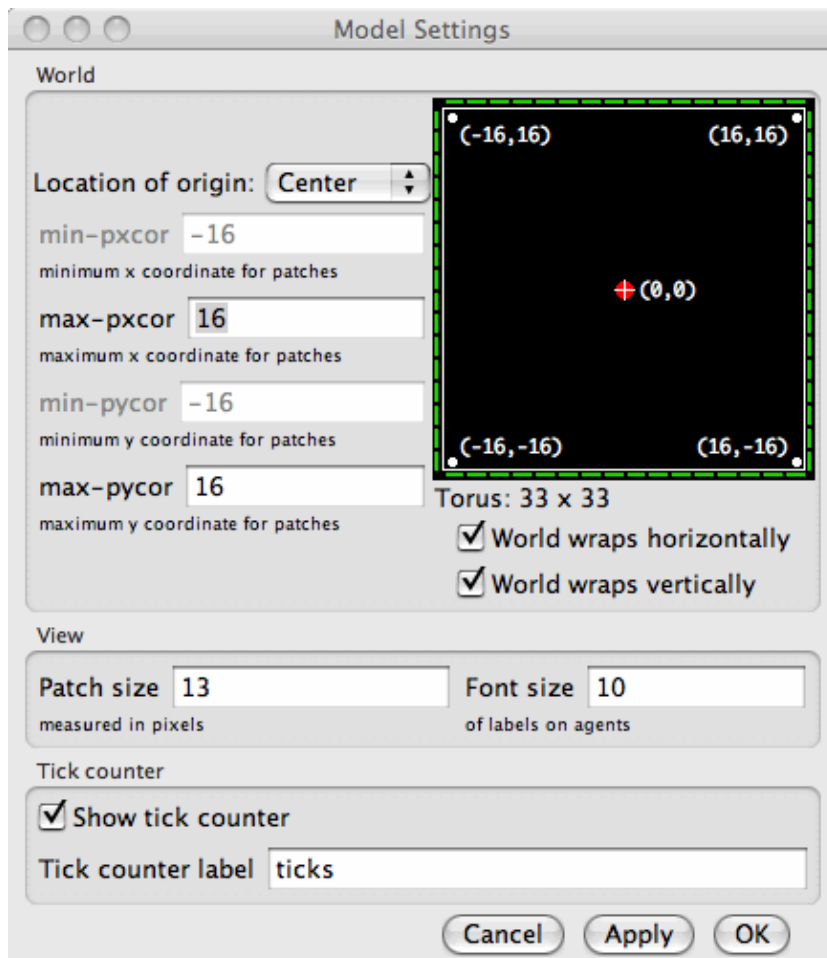 Model Settings
World
(-16,16) (16,16)
Location of origin: Center
min-pxcor -16
minimum x coordinate for patches
(0,0)
max-pxcor 16
maximum x coordinate for patches
min-pycor -16
minimum y coordinate for patches
(-16,-16) (16,-16)
max-pycor 16
Torus: 33 x 33
maximum y coordinate for patches
World wraps horizontally
World wraps vertically
View
Patch size 13 Font size 10
measured in pixels of labels on agents
Tick counter
Show tick counter
Tick counter label ticks
Cancel Apply OK